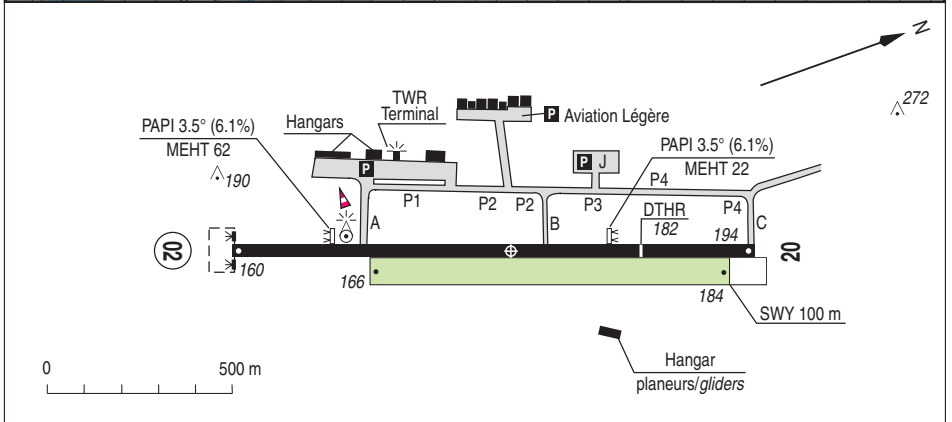 N
272
TWR
Terminal
P Aviation Légère
PAPI 3.5° (6.1%)
MEHT 62
Hangars
PAPI 3.5° (6.1%)
MEHT 22
190
P
P J
P4
P1
P2
P2
P3
P4
A
B
C
DTHR
182
194
02
20
160
166
184
SWY 100 m
0
500 m
Hangar
planeurs/gliders